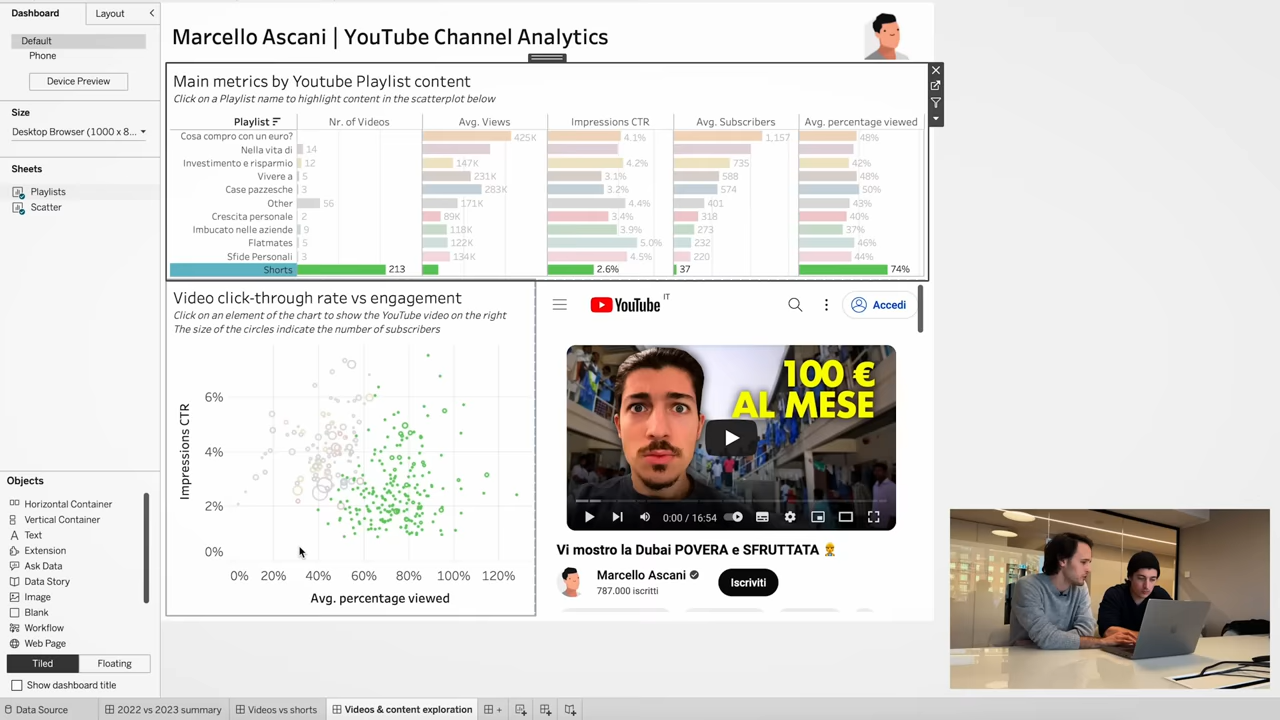 Dashboard
Layout
Default
Phone
Device Preview
Size
Desktop Browser (1000 x 8...
Sheets
Playlists
Scatter
Objects
Horizontal Container
Vertical Container
Text
Extension
Ask Data
Data Story
Image
Blank
Workflow
Web Page
Tiled
Floating
Show dashboard title
Marcello Ascani | YouTube Channel Analytics
Main metrics by Youtube Playlist content
Click on a Playlist name to highlight content in the scatterplot below
Playlist Nr. of Videos Avg. Views Impressions CTR Avg. Subscribers Avg. percentage viewed
Cosa compro con un euro? 425K 4.1% 1,157 48%
Nella vita di 14
Investimento e risparmio 12 147K 4.2% 735 42%
Vivere a 5 231K 3.1% 588 48%
Case pazzesche 3 283K 3.2% 574 50%
Other 56 171K 4.4% 401 43%
Crescita personale 2 89K 3.4% 318 40%
Imbucato nelle aziende 9 118K 3.9% 273 37%
Flatmates 5 122K 5.0% 232 46%
Sfide Personali 3 134K 4.5% 220 44%
Shorts 213 2.6% 37 74%
Video click-through rate vs engagement
Click on an element of the chart to show the YouTube video on the right
The size of the circles indicate the number of subscribers
Impressions CTR
6%
4%
2%
0%
0% 20% 40% 60% 80% 100% 120%
Avg. percentage viewed
YouTube IT
Accedi
100 €
AL MESE
0:00 / 16:54
Vi mostro la Dubai POVERA e SFRUTTATA
Marcello Ascani
787.000 iscritti
Iscriviti
Data Source
2022 vs 2023 summary
Videos vs shorts
Videos & content exploration